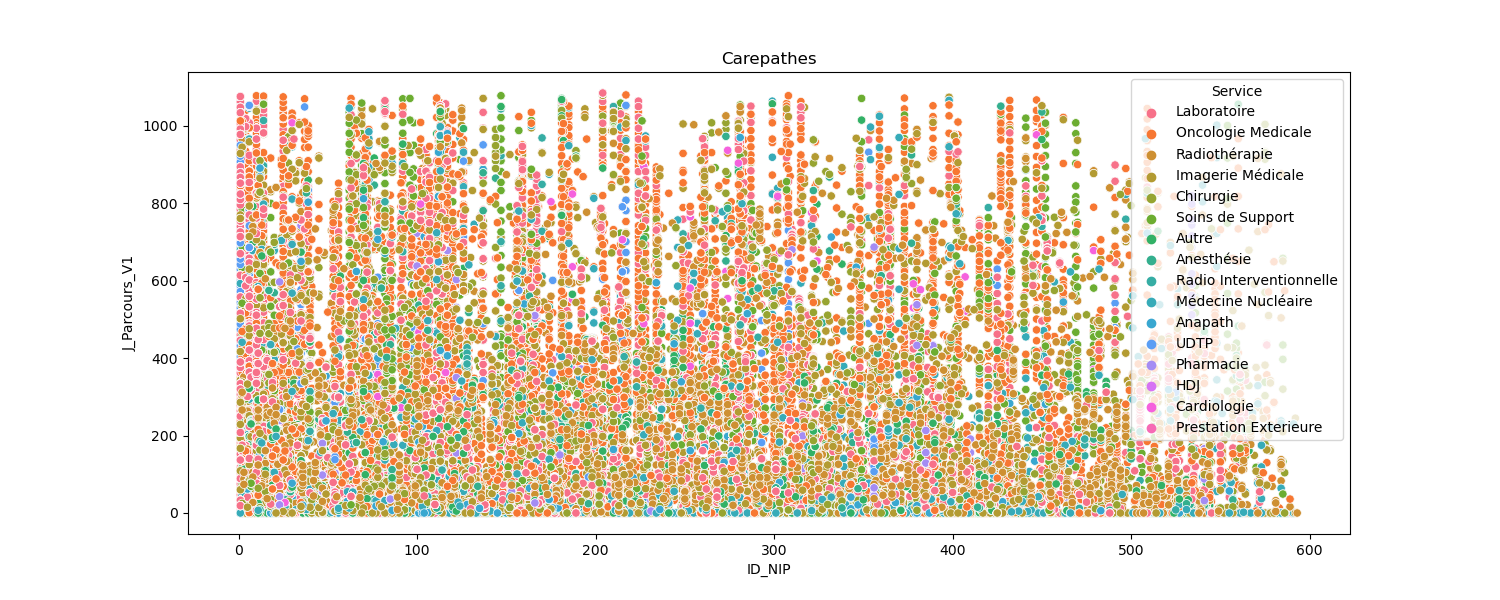 Carepathes
J_Parcours_V1
1000
800
600
400
200
0
0 100 200 300 400 500 600
ID_NIP
Service
Laboratoire
Oncologie Medicale
Radiothérapie
Imagerie Médicale
Chirurgie
Soins de Support
Autre
Anesthésie
Radio Interventionnelle
Médecine Nucléaire
Anapath
UDTP
Pharmacie
HDJ
Cardiologie
Prestation Exterieure